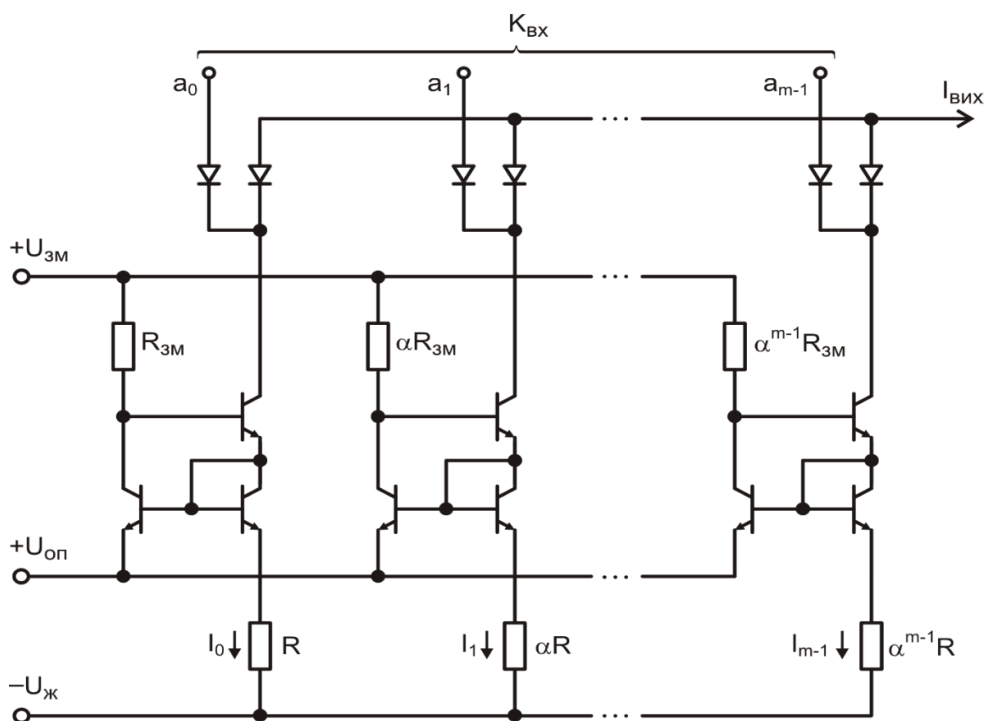 Kвх
a0
a1
am-1
Iвих
+Uзм
Rзм
αRзм
αm-1Rзм
+Uоп
I0
R
I1
αR
Im-1
αm-1R
–Uж